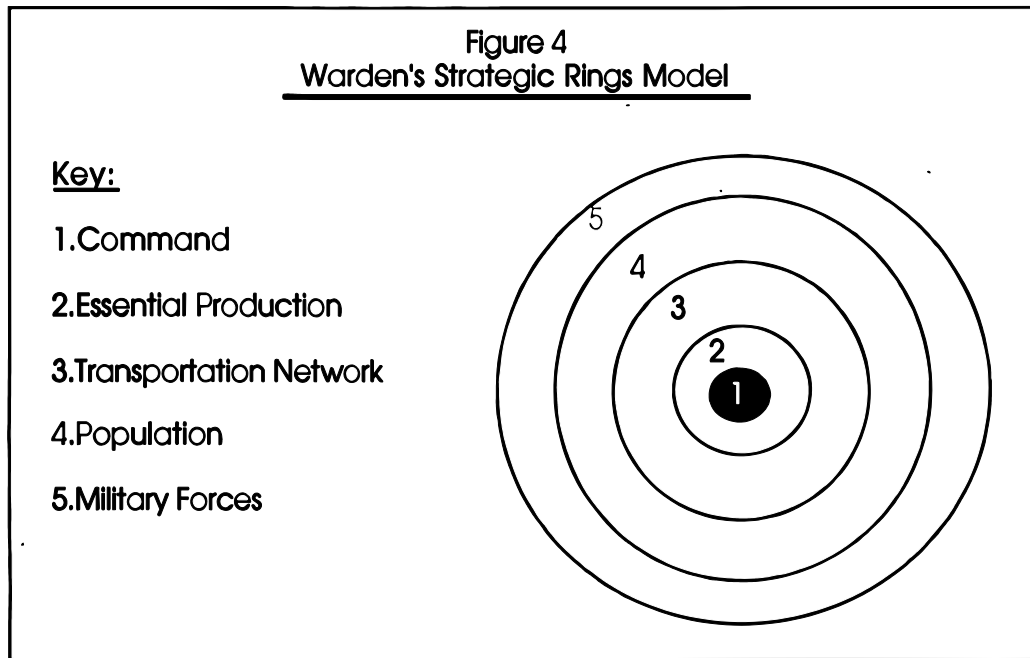 Figure 4
Warden's Strategic Rings Model
Key:
1.Command
2.Essential Production
3.Transportation Network
4.Population
5.Military Forces
5
4
3
2
1